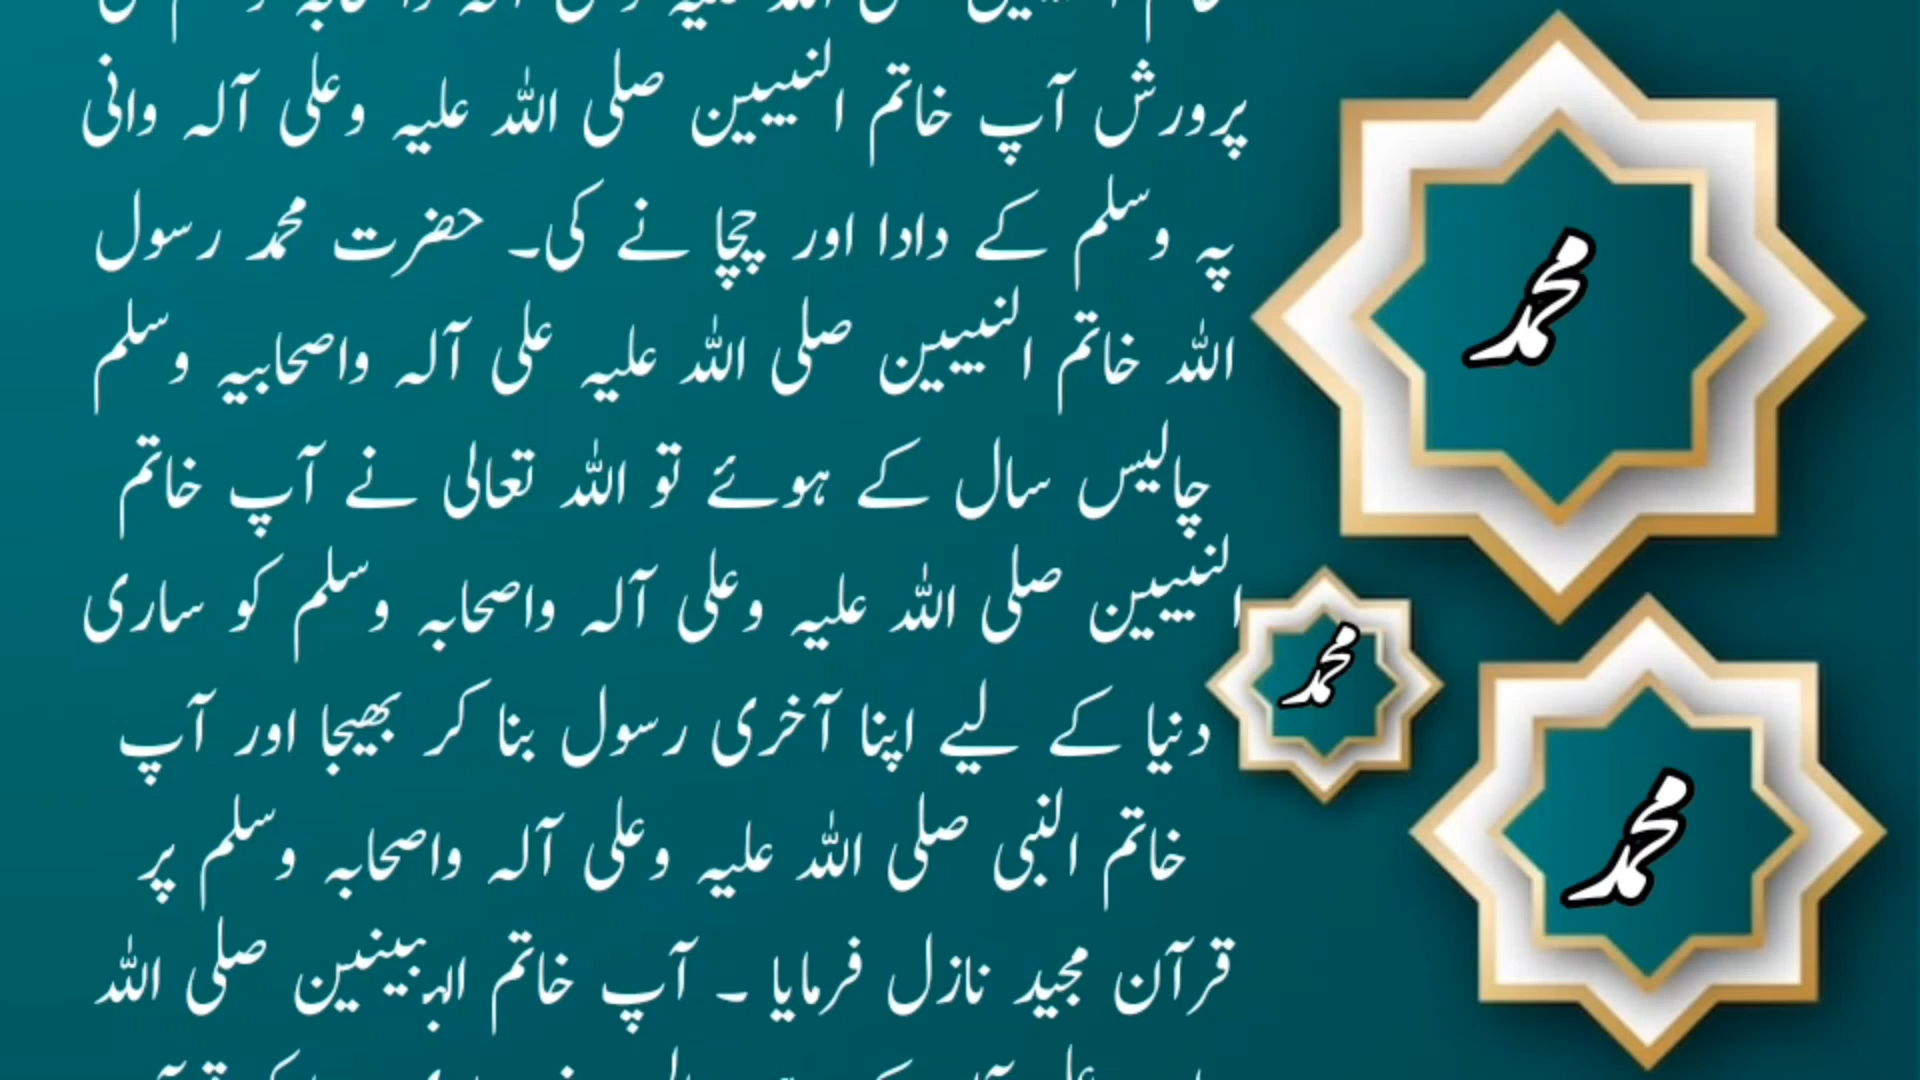 پرورش آپ خاتم النبیین صلی اللہ علیہ وعلی آلہ وانی
پہ وسلم کے دادا اور چچا نے کی۔ حضرت محمد رسول
اللہ خاتم النبیین صلی اللہ علیہ علی آلہ واصحابیہ وسلم
چالیس سال کے ہوئے تو اللہ تعالی نے آپ خاتم
النبیین صلی اللہ علیہ وعلی آلہ واصحابہ وسلم کو ساری
دنیا کے لیے اپنا آخری رسول بنا کر بھیجا اور آپ
خاتم النبی صلی اللہ علیہ وعلی آلہ واصحابہ وسلم پر
قرآن مجید نازل فرمایا ۔ آپ خاتم صلی اللہ
محمد
محمد
محمد